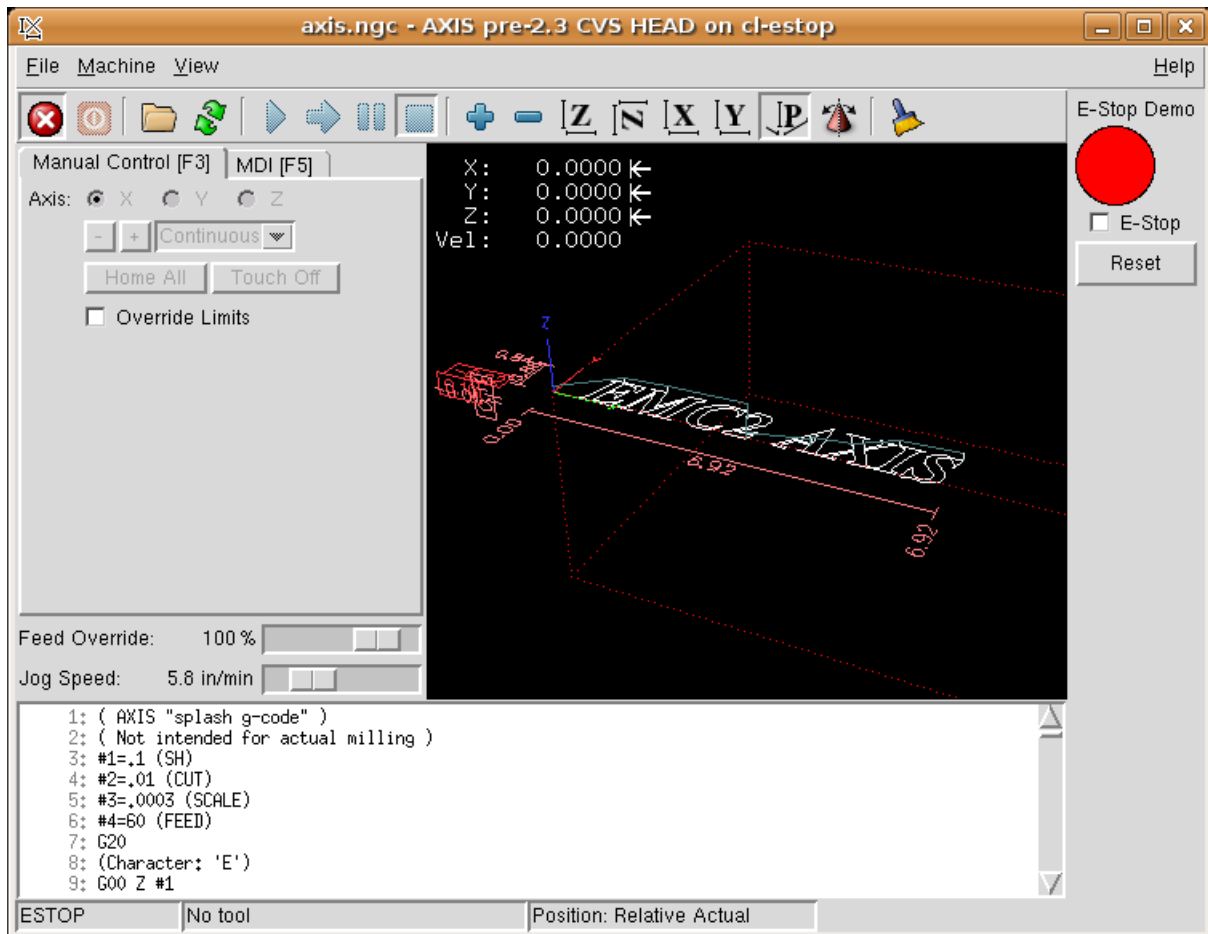 axis.ngc - AXIS pre-2.3 CVS HEAD on cl-estop
File Machine View Help
Z N X Y P
E-Stop Demo
E-Stop
Reset
Manual Control [F3] MDI [F5]
Axis: X Y Z
- + Continuous
Home All Touch Off
Override Limits
X: 0.0000
Y: 0.0000
Z: 0.0000
Vel: 0.0000
Z
0.00
EMC2 AXIS
6.92
6.92
Feed Override: 100 %
Jog Speed: 5.8 in/min
1: ( AXIS "splash g-code" )
2: ( Not intended for actual milling )
3: #1=.1 (SH)
4: #2=.01 (CUT)
5: #3=.0003 (SCALE)
6: #4=60 (FEED)
7: G20
8: (Character: 'E')
9: G00 Z #1
ESTOP No tool Position: Relative Actual